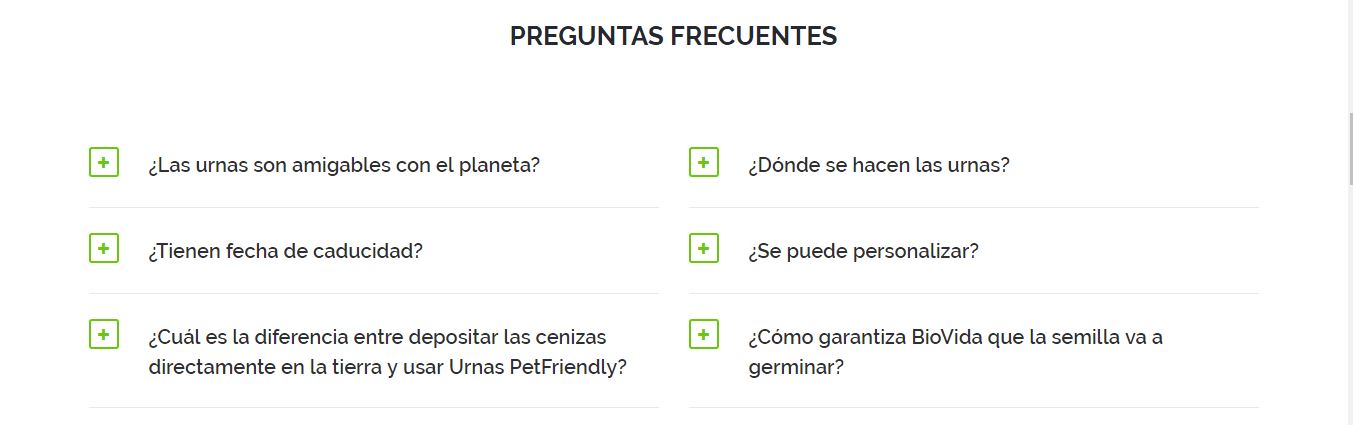 PREGUNTAS FRECUENTES
¿Las urnas son amigables con el planeta?
¿Dónde se hacen las urnas?
¿Tienen fecha de caducidad?
¿Se puede personalizar?
¿Cuál es la diferencia entre depositar las cenizas
directamente en la tierra y usar Urnas PetFriendly?
¿Cómo garantiza BioVida que la semilla va a
germinar?